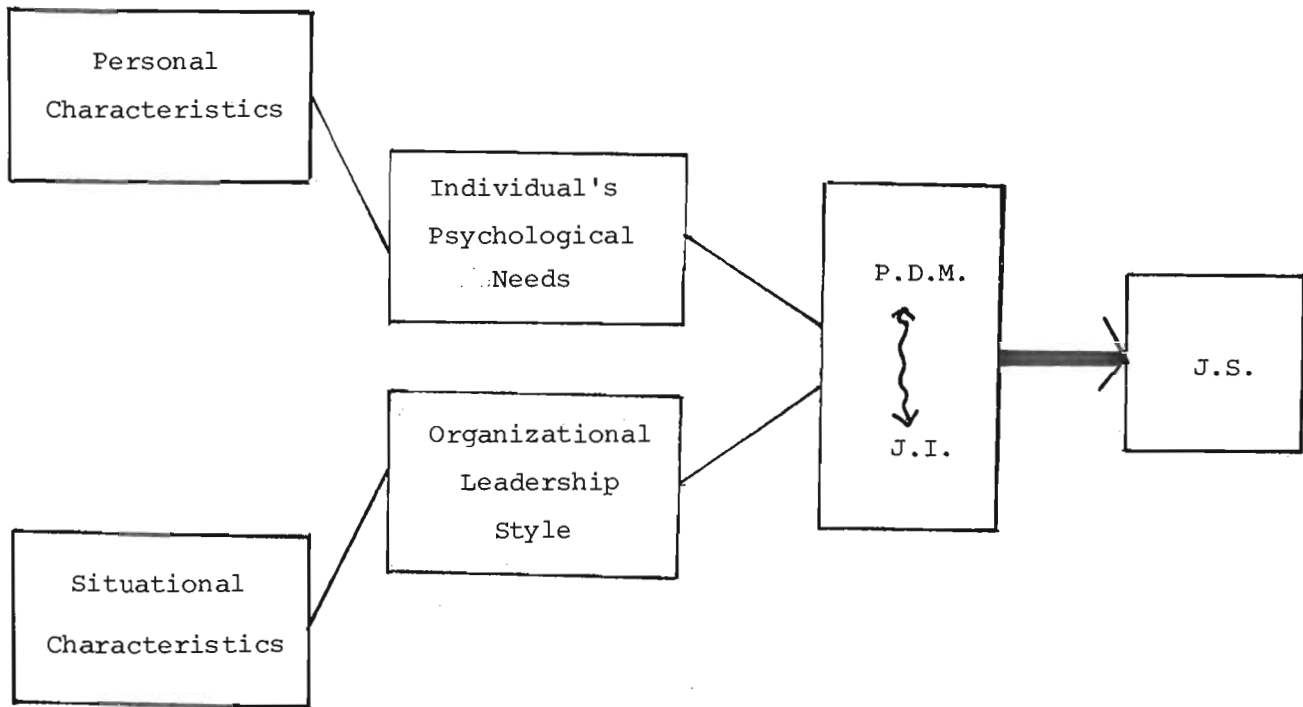 Personal
Characteristics
Individual's
Psychological
Needs
P.D.M.
J.I.
J.S.
Organizational
Leadership
Style
Situational
Characteristics